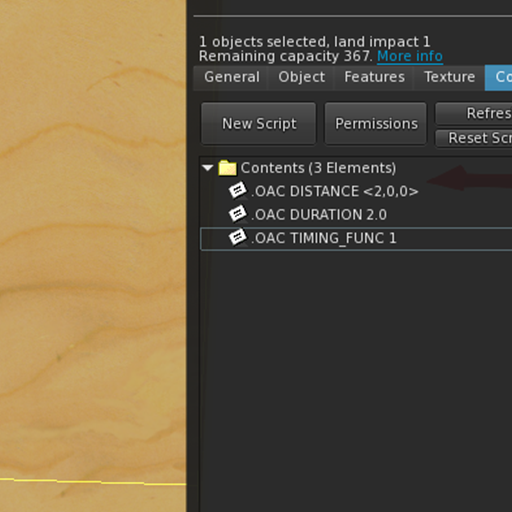 1 objects selected, land impact 1
Remaining capacity 367. More info
General Object Features Texture Co
New Script Permissions Refres
Reset Scr
Contents (3 Elements)
.OAC DISTANCE <2,0,0>
.OAC DURATION 2.0
.OAC TIMING_FUNC 1